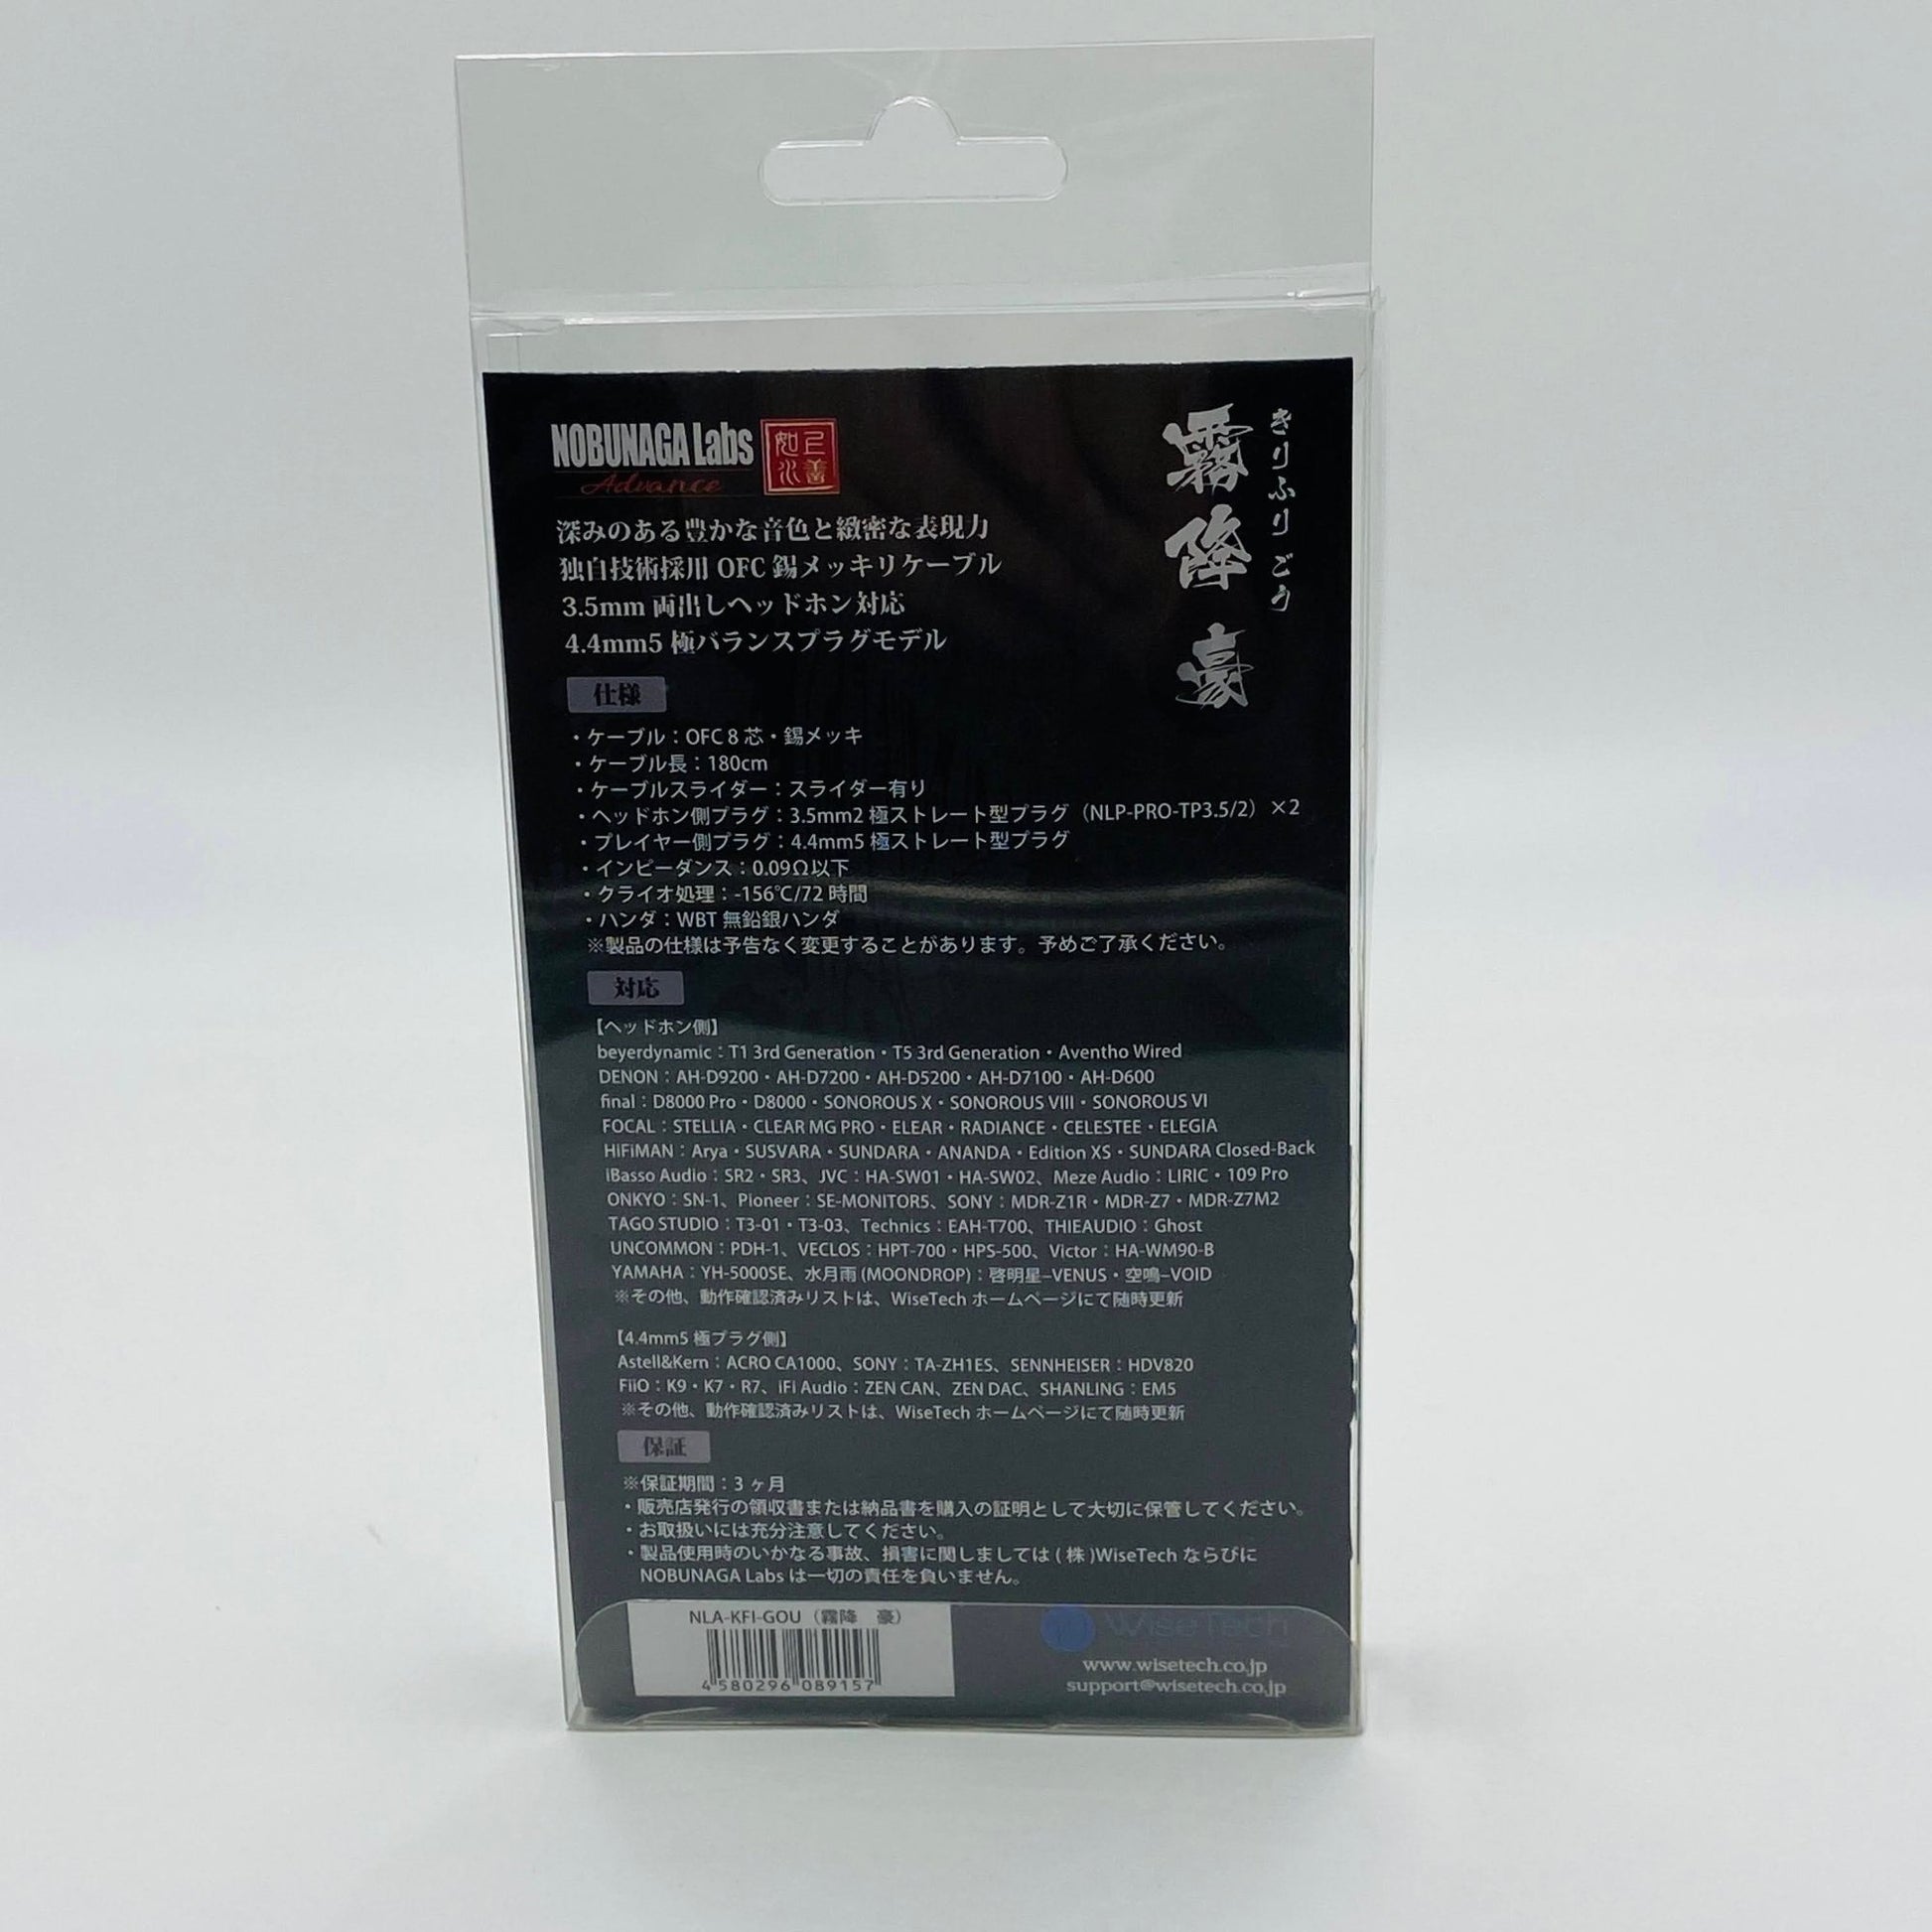 NOBUNAGA Labs
Advance
霧降 豪
きりふり ごう
深みのある豊かな音色と緻密な表現力
独自技術採用 OFC 錫メッキリケーブル
3.5mm 両出しヘッドホン対応
4.4mm5 極バランスプラグモデル
仕様
・ケーブル：OFC 8 芯・錫メッキ
・ケーブル長：180cm
・ケーブルスライダー：スライダー有り
・ヘッドホン側プラグ：3.5mm2 極ストレート型プラグ（NLP-PRO-TP3.5/2）×2
・プレイヤー側プラグ：4.4mm5 極ストレート型プラグ
・インピーダンス：0.09Ω以下
・クライオ処理：-156℃/72 時間
・ハンダ：WBT 無鉛銀ハンダ
※製品の仕様は予告なく変更することがあります。予めご了承ください。
対応
【ヘッドホン側】
beyerdynamic：T1 3rd Generation・T5 3rd Generation・Aventho Wired
DENON：AH-D9200・AH-D7200・AH-D5200・AH-D7100・AH-D600
final：D8000 Pro・D8000・SONOROUS X・SONOROUS VIII・SONOROUS VI
FOCAL：STELLIA・CLEAR MG PRO・ELEAR・RADIANCE・CELESTEE・ELEGIA
HiFiMAN：Arya・SUSVARA・SUNDARA・ANANDA・Edition XS・SUNDARA Closed-Back
iBasso Audio：SR2・SR3、JVC：HA-SW01・HA-SW02、Meze Audio：LIRIC・109 Pro
ONKYO：SN-1、Pioneer：SE-MONITOR5、SONY：MDR-Z1R・MDR-Z7・MDR-Z7M2
TAGO STUDIO：T3-01・T3-03、Technics：EAH-T700、THIEAUDIO：Ghost
UNCOMMON：PDH-1、VECLOS：HPT-700・HPS-500、Victor：HA-WM90-B
YAMAHA：YH-5000SE、水月雨 (MOONDROP)：啓明星–VENUS・空鳴–VOID
※その他、動作確認済みリストは、WiseTech ホームページにて随時更新
【4.4mm5 極プラグ側】
Astell&Kern：ACRO CA1000、SONY：TA-ZH1ES、SENNHEISER：HDV820
FiiO：K9・K7・R7、iFi Audio：ZEN CAN、ZEN DAC、SHANLING：EM5
※その他、動作確認済みリストは、WiseTech ホームページにて随時更新
保証
※保証期間：3 ヶ月
・販売店発行の領収書または納品書を購入の証明として大切に保管してください。
・お取扱いには充分注意してください。
・製品使用時のいかなる事故、損害に関しましては ( 株 )WiseTech ならびに
NOBUNAGA Labs は一切の責任を負いません。
NLA-KFI-GOU（霧降　豪）
4 580296 089157
WiseTech
www.wisetech.co.jp
support@wisetech.co.jp